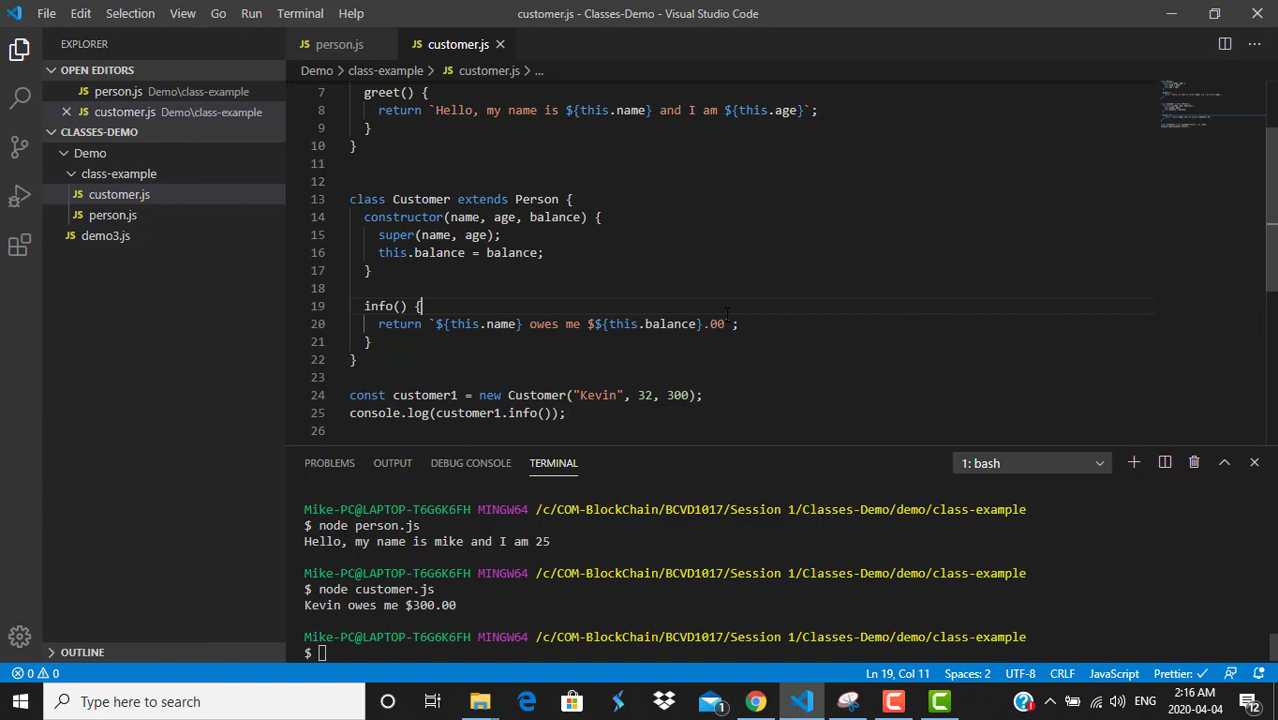 File Edit Selection View Go Run Terminal Help customer.js - Classes-Demo - Visual Studio Code
EXPLORER
OPEN EDITORS
person.js Demo\class-example
customer.js Demo\class-example
CLASSES-DEMO
Demo
class-example
JS customer.js
JS person.js
JS demo3.js
OUTLINE
JS person.js JS customer.js
Demo > class-example > JS customer.js > ...
7 greet() {
8 return `Hello, my name is ${this.name} and I am ${this.age}`;
9 }
10 }
11
12
13 class Customer extends Person {
14 constructor(name, age, balance) {
15 super(name, age);
16 this.balance = balance;
17 }
18
19 info() {
20 return `${this.name} owes me $${this.balance}.00`;
21 }
22 }
23
24 const customer1 = new Customer("Kevin", 32, 300);
25 console.log(customer1.info());
26
PROBLEMS OUTPUT DEBUG CONSOLE TERMINAL 1: bash
Mike-PC@LAPTOP-T6G6K6FH MINGW64 /c/COM-BlockChain/BCVD1017/Session 1/Classes-Demo/demo/class-example
$ node person.js
Hello, my name is mike and I am 25
Mike-PC@LAPTOP-T6G6K6FH MINGW64 /c/COM-BlockChain/BCVD1017/Session 1/Classes-Demo/demo/class-example
$ node customer.js
Kevin owes me $300.00
Mike-PC@LAPTOP-T6G6K6FH MINGW64 /c/COM-BlockChain/BCVD1017/Session 1/Classes-Demo/demo/class-example
$
0 0 Ln 19, Col 11 Spaces: 2 UTF-8 CRLF JavaScript Prettier: ✓
Type here to search
1
ENG
2:16 AM
2020-04-04
12